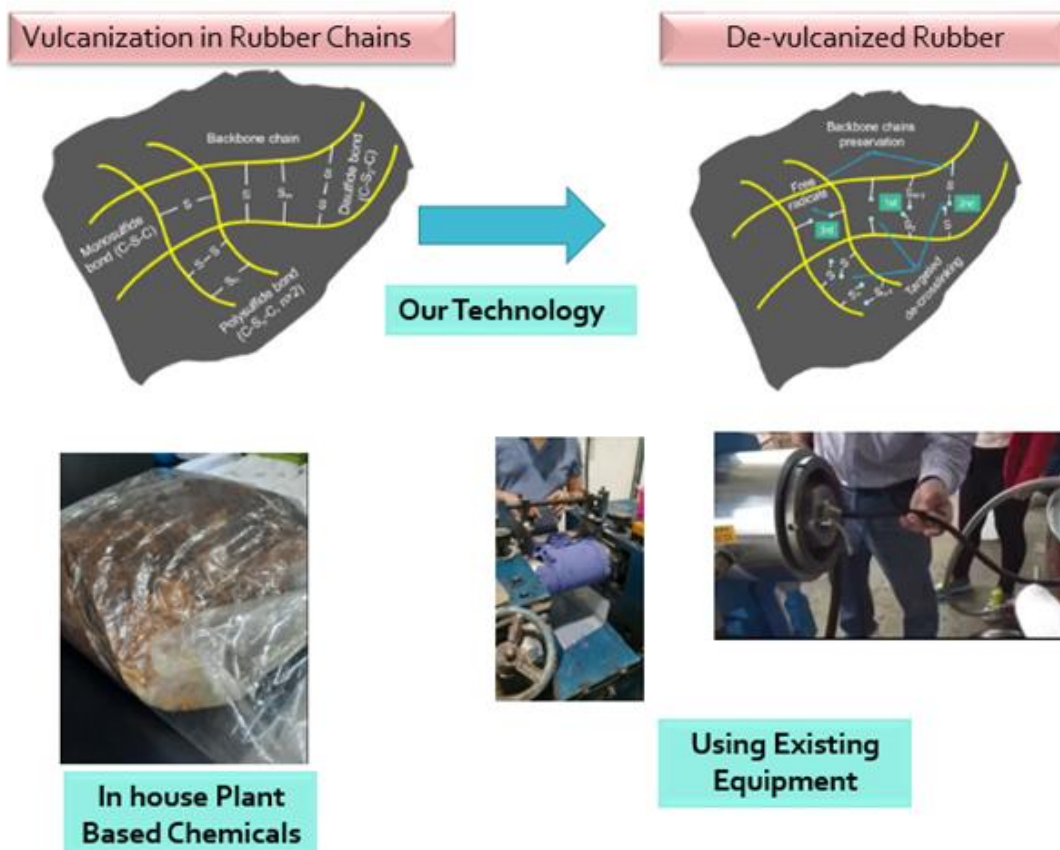 Vulcanization in Rubber Chains
De-vulcanized Rubber
Backbone chain
Monosulfide
bond (C-S-C)
Disulfide bond
(C-S₂-C)
Polysulfide bond
(C-Sₙ-C, n>2)
S
S-S
Sₙ
S
Sₙ
S-S
Our Technology
Backbone chains
preservation
Free
radicals
1st
2nd
3rd
Targeted
de-crosslinking
S
S
S
S
In house Plant
Based Chemicals
Using Existing
Equipment